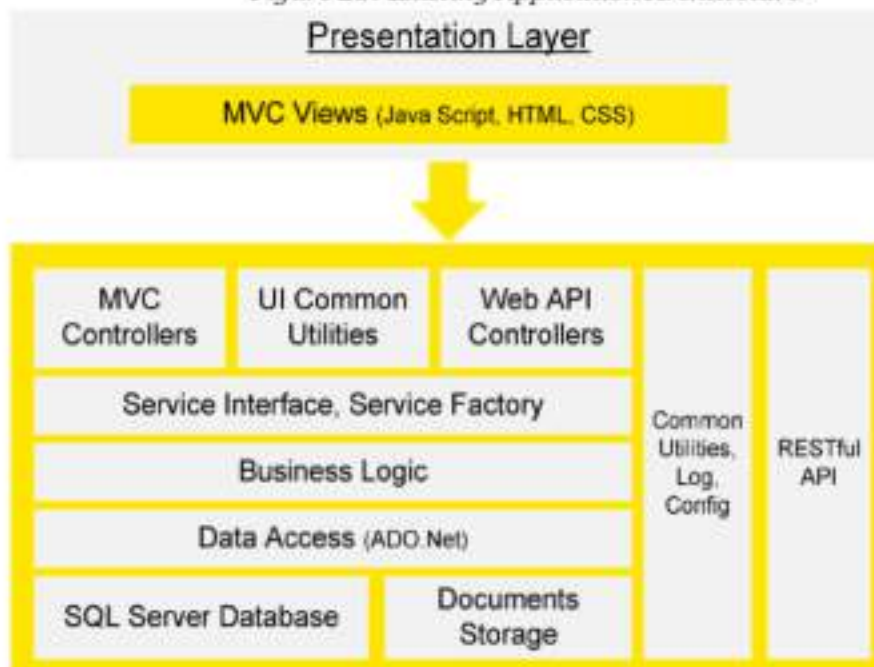 Presentation Layer
MVC Views (Java Script, HTML, CSS)
MVC
Controllers
UI Common
Utilities
Web API
Controllers
Service Interface, Service Factory
Business Logic
Data Access (ADO.Net)
SQL Server Database
Documents
Storage
Common
Utilities,
Log,
Config
RESTful
API